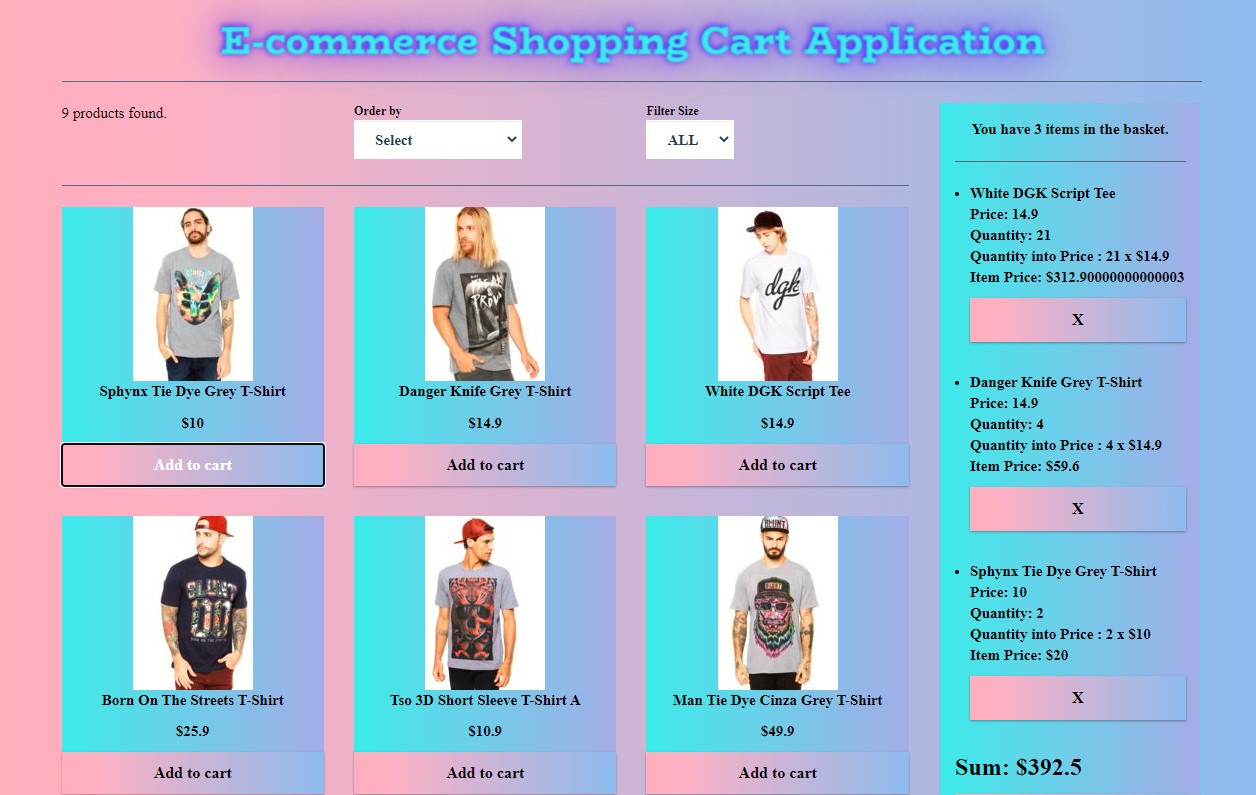 E-commerce Shopping Cart Application
9 products found.
Order by
Select
Filter Size
ALL
Sphynx Tie Dye Grey T-Shirt
$10
Add to cart
Danger Knife Grey T-Shirt
$14.9
Add to cart
dgk
White DGK Script Tee
$14.9
Add to cart
BLUNT
Born On The Streets T-Shirt
$25.9
Add to cart
Tso 3D Short Sleeve T-Shirt A
$10.9
Add to cart
BLUNT
Man Tie Dye Cinza Grey T-Shirt
$49.9
Add to cart
You have 3 items in the basket.
White DGK Script Tee
Price: 14.9
Quantity: 21
Quantity into Price : 21 x $14.9
Item Price: $312.90000000000003
X
Danger Knife Grey T-Shirt
Price: 14.9
Quantity: 4
Quantity into Price : 4 x $14.9
Item Price: $59.6
X
Sphynx Tie Dye Grey T-Shirt
Price: 10
Quantity: 2
Quantity into Price : 2 x $10
Item Price: $20
X
Sum: $392.5